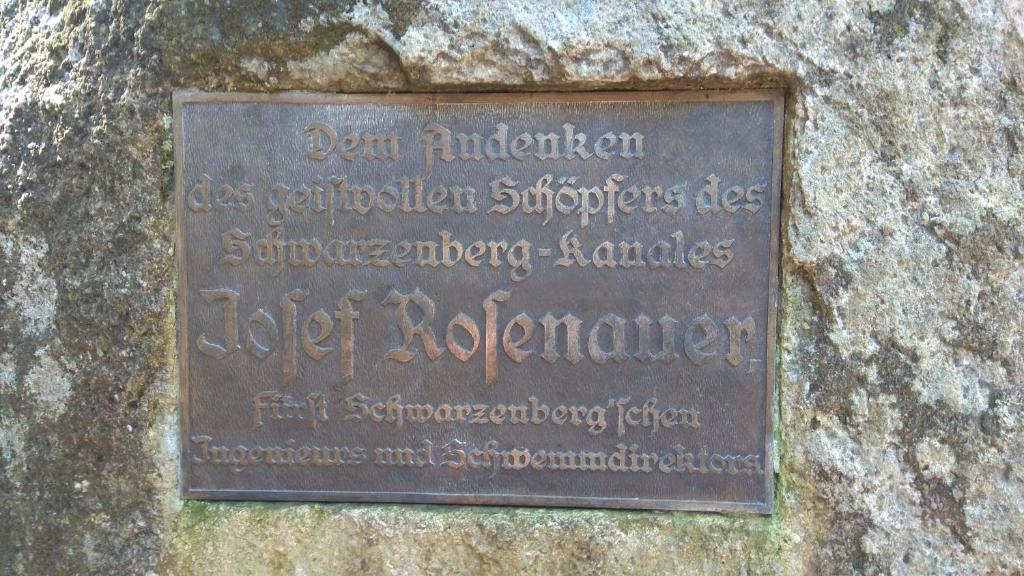 Dem Andenken
des geiſtvollen Schöpfers des
Schwarzenberg-Kanales
Joſef Roſenauer,
Fürſt Schwarzenberg'ſchen
Ingenieurs und Schwemmdirektors.